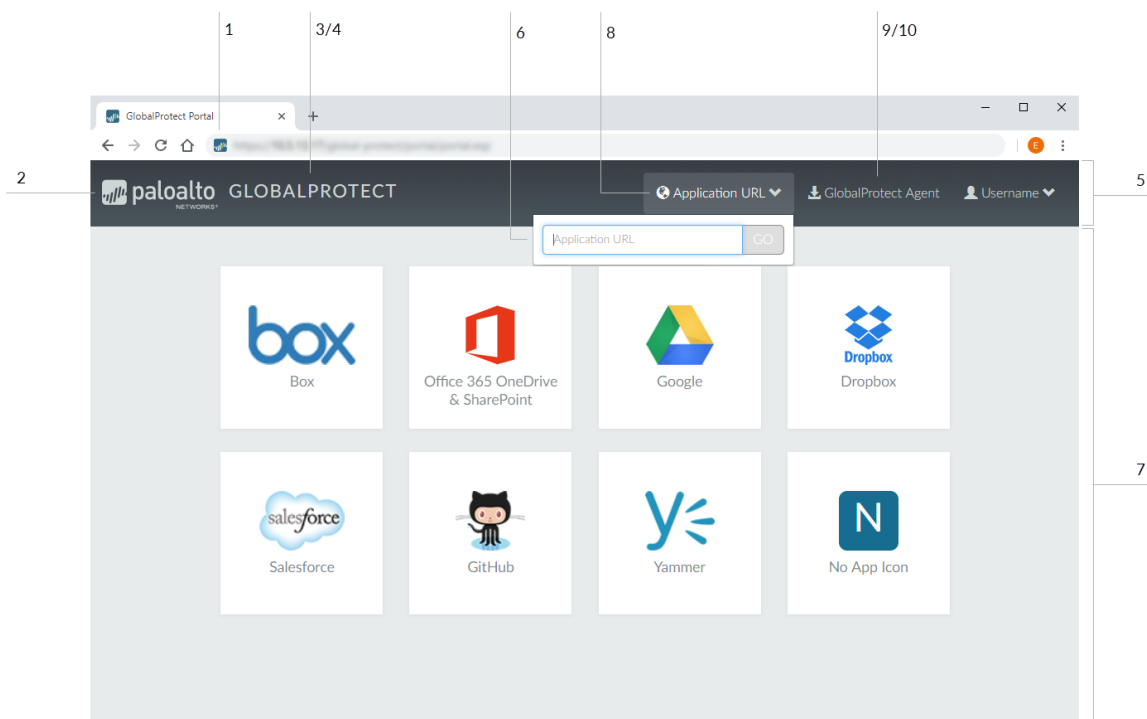 1
3/4
6
8
9/10
GlobalProtect Portal
E
2
5
paloalto
NETWORKS
GLOBALPROTECT
Application URL
GlobalProtect Agent
Username
Application URL
GO
box
Box
Office 365 OneDrive
& SharePoint
Google
Dropbox
Dropbox
7
salesforce
Salesforce
GitHub
Yammer
N
No App Icon